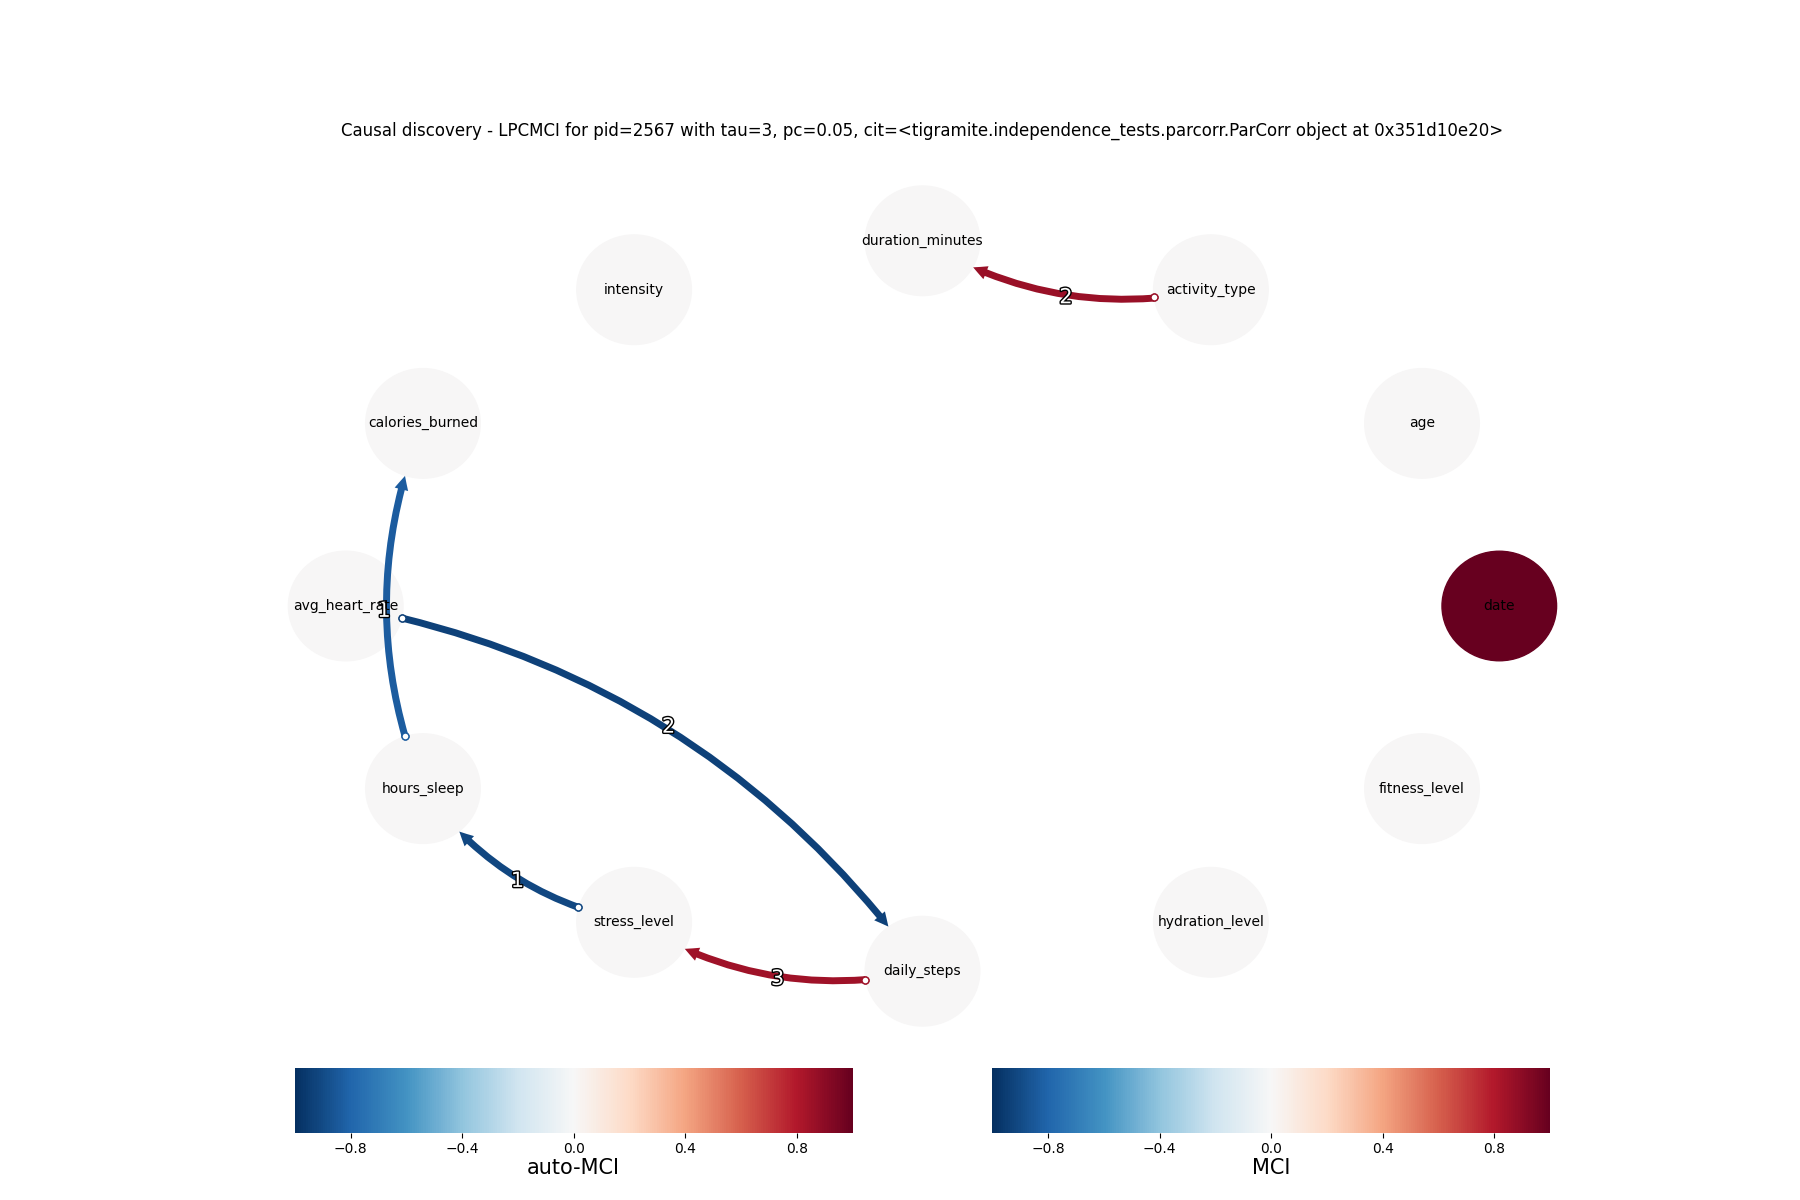 Causal discovery - LPCMCI for pid=2567 with tau=3, pc=0.05, cit=<tigramite.independence_tests.parcorr.ParCorr object at 0x351d10e20>
duration_minutes
intensity
activity_type
2
calories_burned
age
avg_heart_rate
1
date
2
hours_sleep
fitness_level
1
stress_level
hydration_level
daily_steps
3
−0.8 −0.4 0.0 0.4 0.8
auto-MCI
−0.8 −0.4 0.0 0.4 0.8
MCI